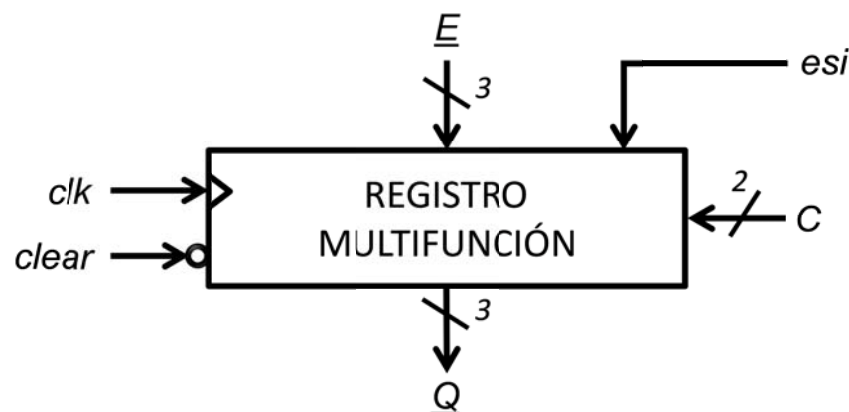 E
3
esi
clk
REGISTRO
MULTIFUNCIÓN
2
C
clear
3
Q